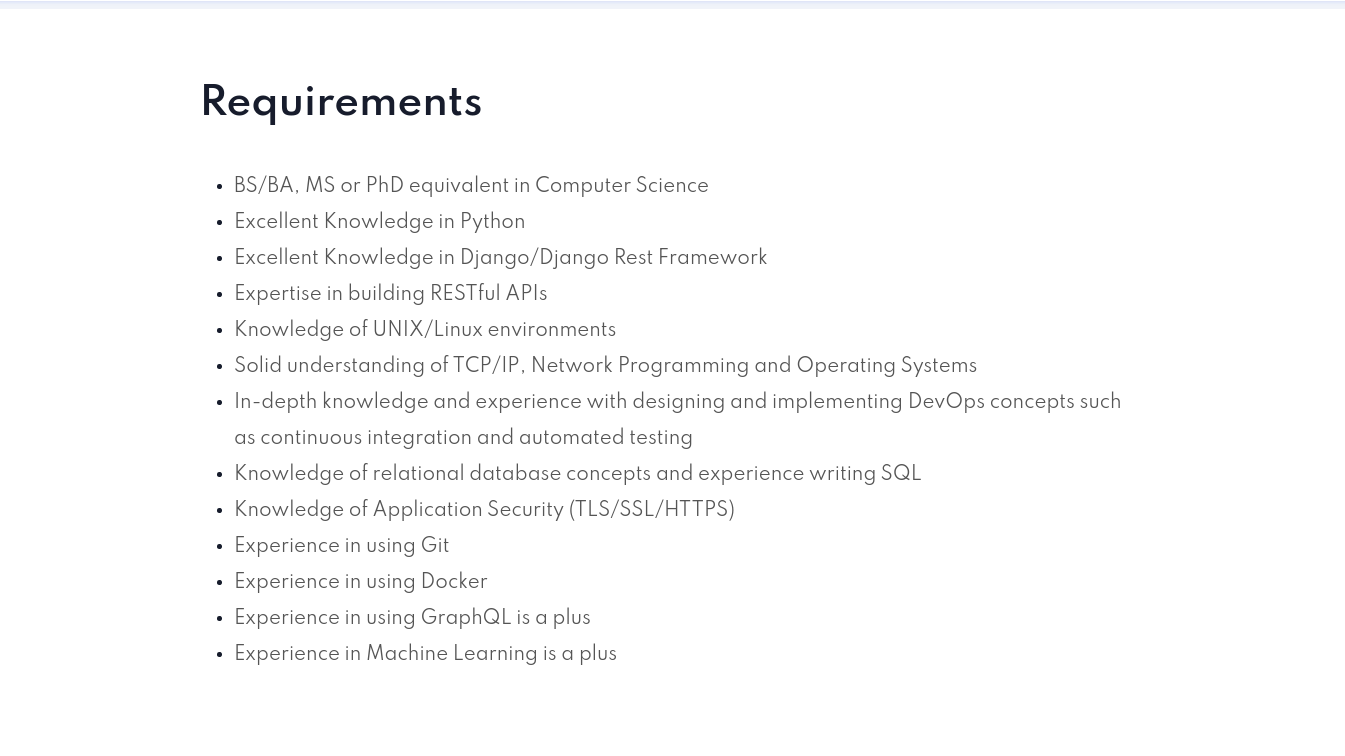 Requirements
• BS/BA, MS or PhD equivalent in Computer Science
• Excellent Knowledge in Python
• Excellent Knowledge in Django/Django Rest Framework
• Expertise in building RESTful APIs
• Knowledge of UNIX/Linux environments
• Solid understanding of TCP/IP, Network Programming and Operating Systems
• In-depth knowledge and experience with designing and implementing DevOps concepts such
as continuous integration and automated testing
• Knowledge of relational database concepts and experience writing SQL
• Knowledge of Application Security (TLS/SSL/HTTPS)
• Experience in using Git
• Experience in using Docker
• Experience in using GraphQL is a plus
• Experience in Machine Learning is a plus